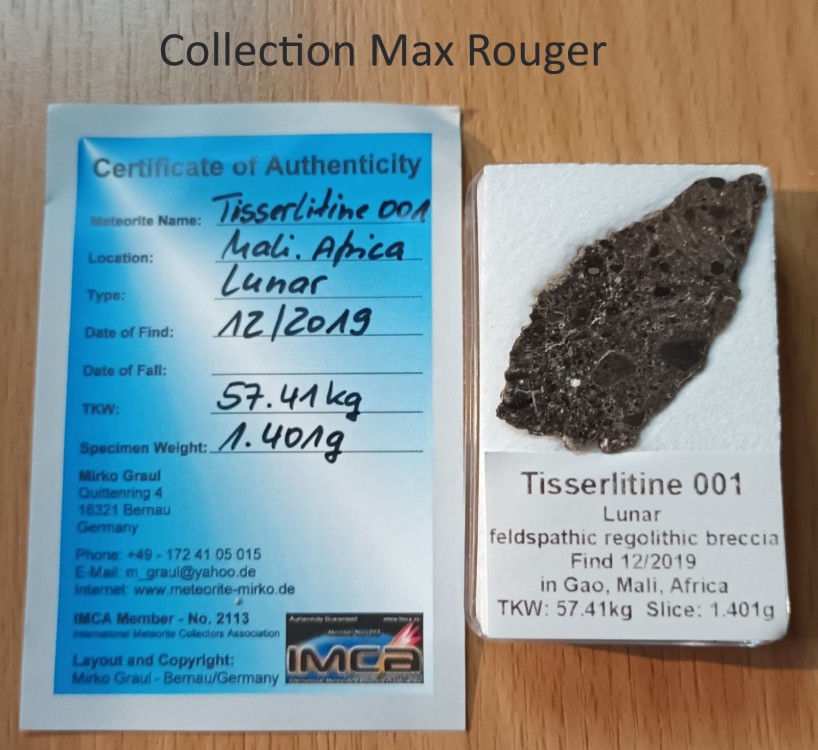 Collection Max Rouger
Certificate of Authenticity
Meteorite Name: Tisserlitine 001
Location: Mali. Africa
Type: Lunar
Date of Find: 12/2019
Date of Fall:
TKW: 57.41kg
Specimen Weight: 1.401g
Mirko Graul
Quittenring 4
16321 Bernau
Germany
Phone: +49 - 172 41 05 015
E-Mail: m_graul@yahoo.de
Internet: www.meteorite-mirko.de
IMCA Member - No. 2113
International Meteorite Collectors Association
Layout and Copyright:
Mirko Graul - Bernau/Germany
Authenticity Guaranteed
IMCA
Tisserlitine 001
Lunar
feldspathic regolithic breccia
Find 12/2019
in Gao, Mali, Africa
TKW: 57.41kg Slice: 1.401g